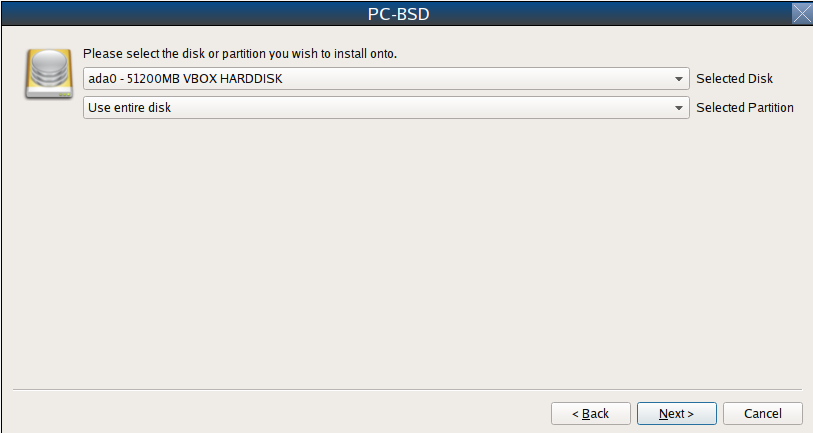 PC-BSD
Please select the disk or partition you wish to install onto.
ada0 - 51200MB VBOX HARDDISK Selected Disk
Use entire disk Selected Partition
< Back Next > Cancel